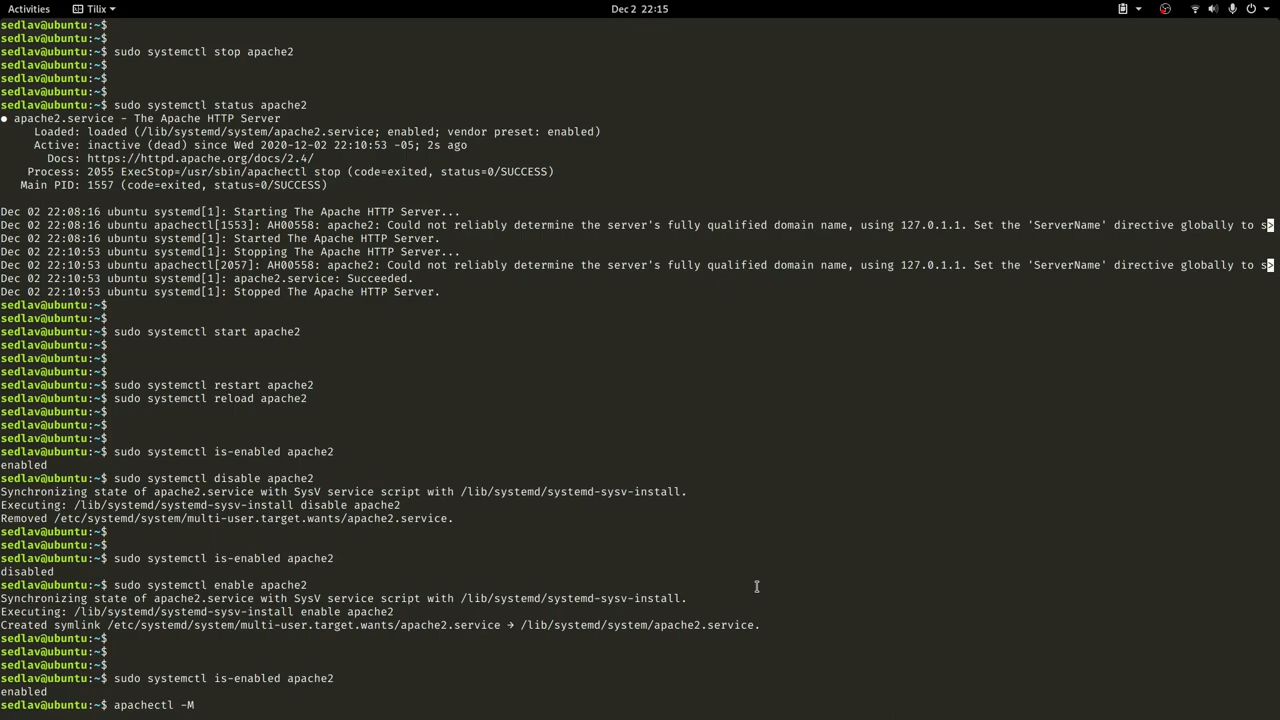 Activities Tilix Dec 2 22:15
sedlav@ubuntu:~$
sedlav@ubuntu:~$
sedlav@ubuntu:~$ sudo systemctl stop apache2
sedlav@ubuntu:~$
sedlav@ubuntu:~$
sedlav@ubuntu:~$
sedlav@ubuntu:~$ sudo systemctl status apache2
● apache2.service - The Apache HTTP Server
Loaded: loaded (/lib/systemd/system/apache2.service; enabled; vendor preset: enabled)
Active: inactive (dead) since Wed 2020-12-02 22:10:53 -05; 2s ago
Docs: https://httpd.apache.org/docs/2.4/
Process: 2055 ExecStop=/usr/sbin/apachectl stop (code=exited, status=0/SUCCESS)
Main PID: 1557 (code=exited, status=0/SUCCESS)
Dec 02 22:08:16 ubuntu systemd[1]: Starting The Apache HTTP Server...
Dec 02 22:08:16 ubuntu apachectl[1553]: AH00558: apache2: Could not reliably determine the server's fully qualified domain name, using 127.0.1.1. Set the 'ServerName' directive globally to s>
Dec 02 22:08:16 ubuntu systemd[1]: Started The Apache HTTP Server.
Dec 02 22:10:53 ubuntu systemd[1]: Stopping The Apache HTTP Server...
Dec 02 22:10:53 ubuntu apachectl[2057]: AH00558: apache2: Could not reliably determine the server's fully qualified domain name, using 127.0.1.1. Set the 'ServerName' directive globally to s>
Dec 02 22:10:53 ubuntu systemd[1]: apache2.service: Succeeded.
Dec 02 22:10:53 ubuntu systemd[1]: Stopped The Apache HTTP Server.
sedlav@ubuntu:~$
sedlav@ubuntu:~$
sedlav@ubuntu:~$ sudo systemctl start apache2
sedlav@ubuntu:~$
sedlav@ubuntu:~$
sedlav@ubuntu:~$
sedlav@ubuntu:~$ sudo systemctl restart apache2
sedlav@ubuntu:~$ sudo systemctl reload apache2
sedlav@ubuntu:~$
sedlav@ubuntu:~$
sedlav@ubuntu:~$
sedlav@ubuntu:~$ sudo systemctl is-enabled apache2
enabled
sedlav@ubuntu:~$ sudo systemctl disable apache2
Synchronizing state of apache2.service with SysV service script with /lib/systemd/systemd-sysv-install.
Executing: /lib/systemd/systemd-sysv-install disable apache2
Removed /etc/systemd/system/multi-user.target.wants/apache2.service.
sedlav@ubuntu:~$
sedlav@ubuntu:~$
sedlav@ubuntu:~$ sudo systemctl is-enabled apache2
disabled
sedlav@ubuntu:~$ sudo systemctl enable apache2
Synchronizing state of apache2.service with SysV service script with /lib/systemd/systemd-sysv-install.
Executing: /lib/systemd/systemd-sysv-install enable apache2
Created symlink /etc/systemd/system/multi-user.target.wants/apache2.service → /lib/systemd/system/apache2.service.
sedlav@ubuntu:~$
sedlav@ubuntu:~$
sedlav@ubuntu:~$
sedlav@ubuntu:~$ sudo systemctl is-enabled apache2
enabled
sedlav@ubuntu:~$ apachectl -M